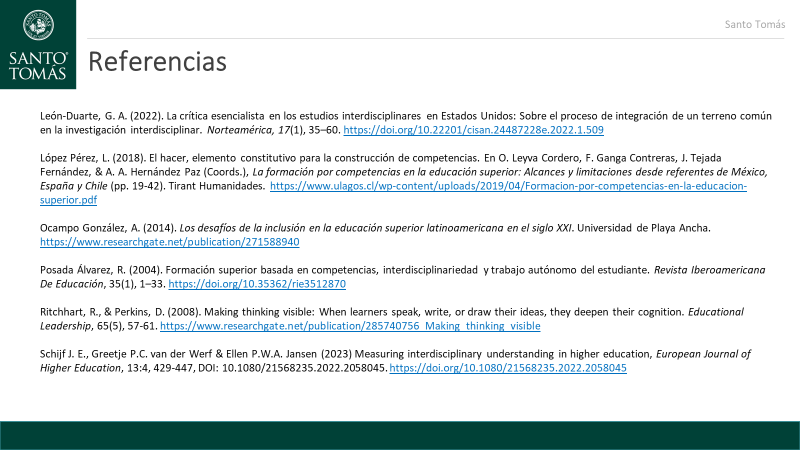 Santo Tomás
SANTO TOMÁS
SANTO
TOMÁS
Referencias
León-Duarte, G. A. (2022). La crítica esencialista en los estudios interdisciplinares en Estados Unidos: Sobre el proceso de integración de un terreno común
en la investigación interdisciplinar. Norteamérica, 17(1), 35–60. https://doi.org/10.22201/cisan.24487228e.2022.1.509
López Pérez, L. (2018). El hacer, elemento constitutivo para la construcción de competencias. En O. Leyva Cordero, F. Ganga Contreras, J. Tejada
Fernández, & A. A. Hernández Paz (Coords.), La formación por competencias en la educación superior: Alcances y limitaciones desde referentes de México,
España y Chile (pp. 19-42). Tirant Humanidades. https://www.ulagos.cl/wp-content/uploads/2019/04/Formacion-por-competencias-en-la-educacion-
superior.pdf
Ocampo González, A. (2014). Los desafíos de la inclusión en la educación superior latinoamericana en el siglo XXI. Universidad de Playa Ancha.
https://www.researchgate.net/publication/271588940
Posada Álvarez, R. (2004). Formación superior basada en competencias, interdisciplinariedad y trabajo autónomo del estudiante. Revista Iberoamericana
De Educación, 35(1), 1–33. https://doi.org/10.35362/rie3512870
Ritchhart, R., & Perkins, D. (2008). Making thinking visible: When learners speak, write, or draw their ideas, they deepen their cognition. Educational
Leadership, 65(5), 57-61. https://www.researchgate.net/publication/285740756_Making_thinking_visible
Schijf J. E., Greetje P.C. van der Werf & Ellen P.W.A. Jansen (2023) Measuring interdisciplinary understanding in higher education, European Journal of
Higher Education, 13:4, 429-447, DOI: 10.1080/21568235.2022.2058045. https://doi.org/10.1080/21568235.2022.2058045